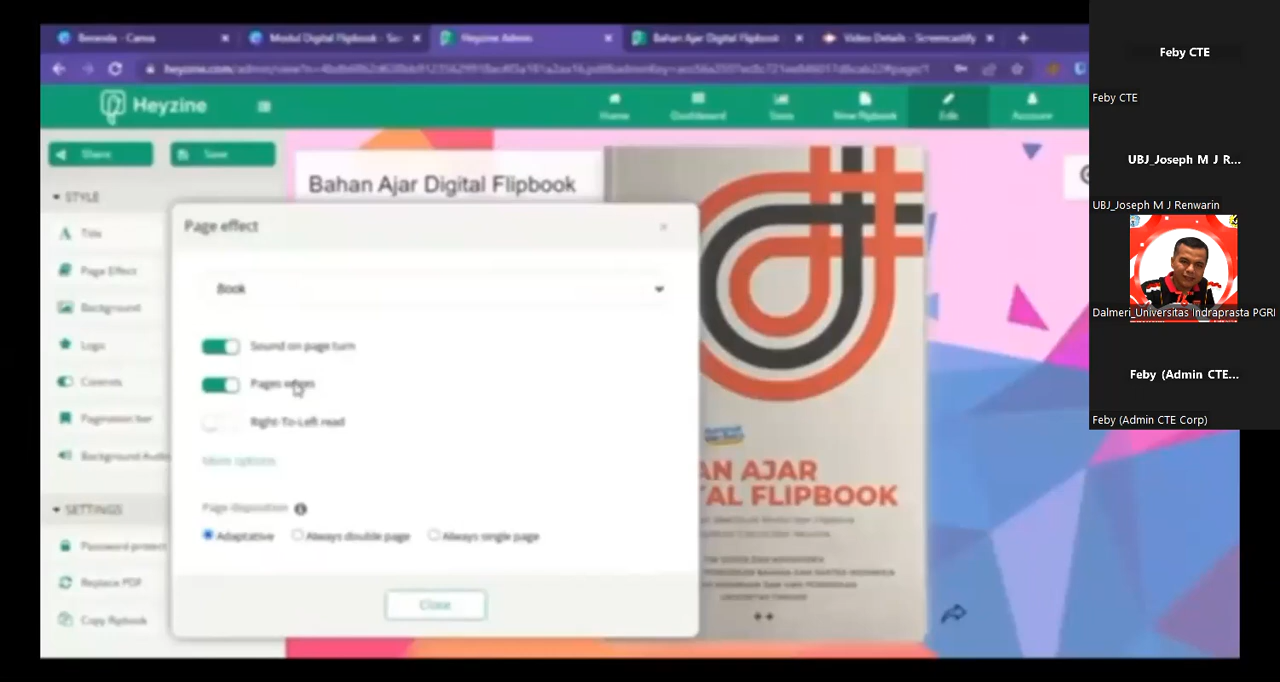 Beranda - Canva
Modul Digital Flipbook - Sa
Heyzine Admin
Bahan Ajar Digital Flipbook
Video Details - Screencastify
Heyzine
Home
Dashboard
Stats
New flipbook
Edit
Account
Share
Save
STYLE
Title
Page Effect
Background
Logo
Controls
Pagination bar
Background Audio
SETTINGS
Password protect
Replace PDF
Copy flipbook
Bahan Ajar Digital Flipbook
Page effect
Book
Sound on page turn
Pages edges
Right-To-Left read
More options
Page disposition
Adaptative
Always double page
Always single page
Close
AN AJAR
TAL FLIPBOOK
Feby CTE
Feby CTE
UBJ_Joseph M J R...
UBJ_Joseph M J Renwarin
Dalmeri_Universitas Indraprasta PGRI
Feby (Admin CTE...
Feby (Admin CTE Corp)